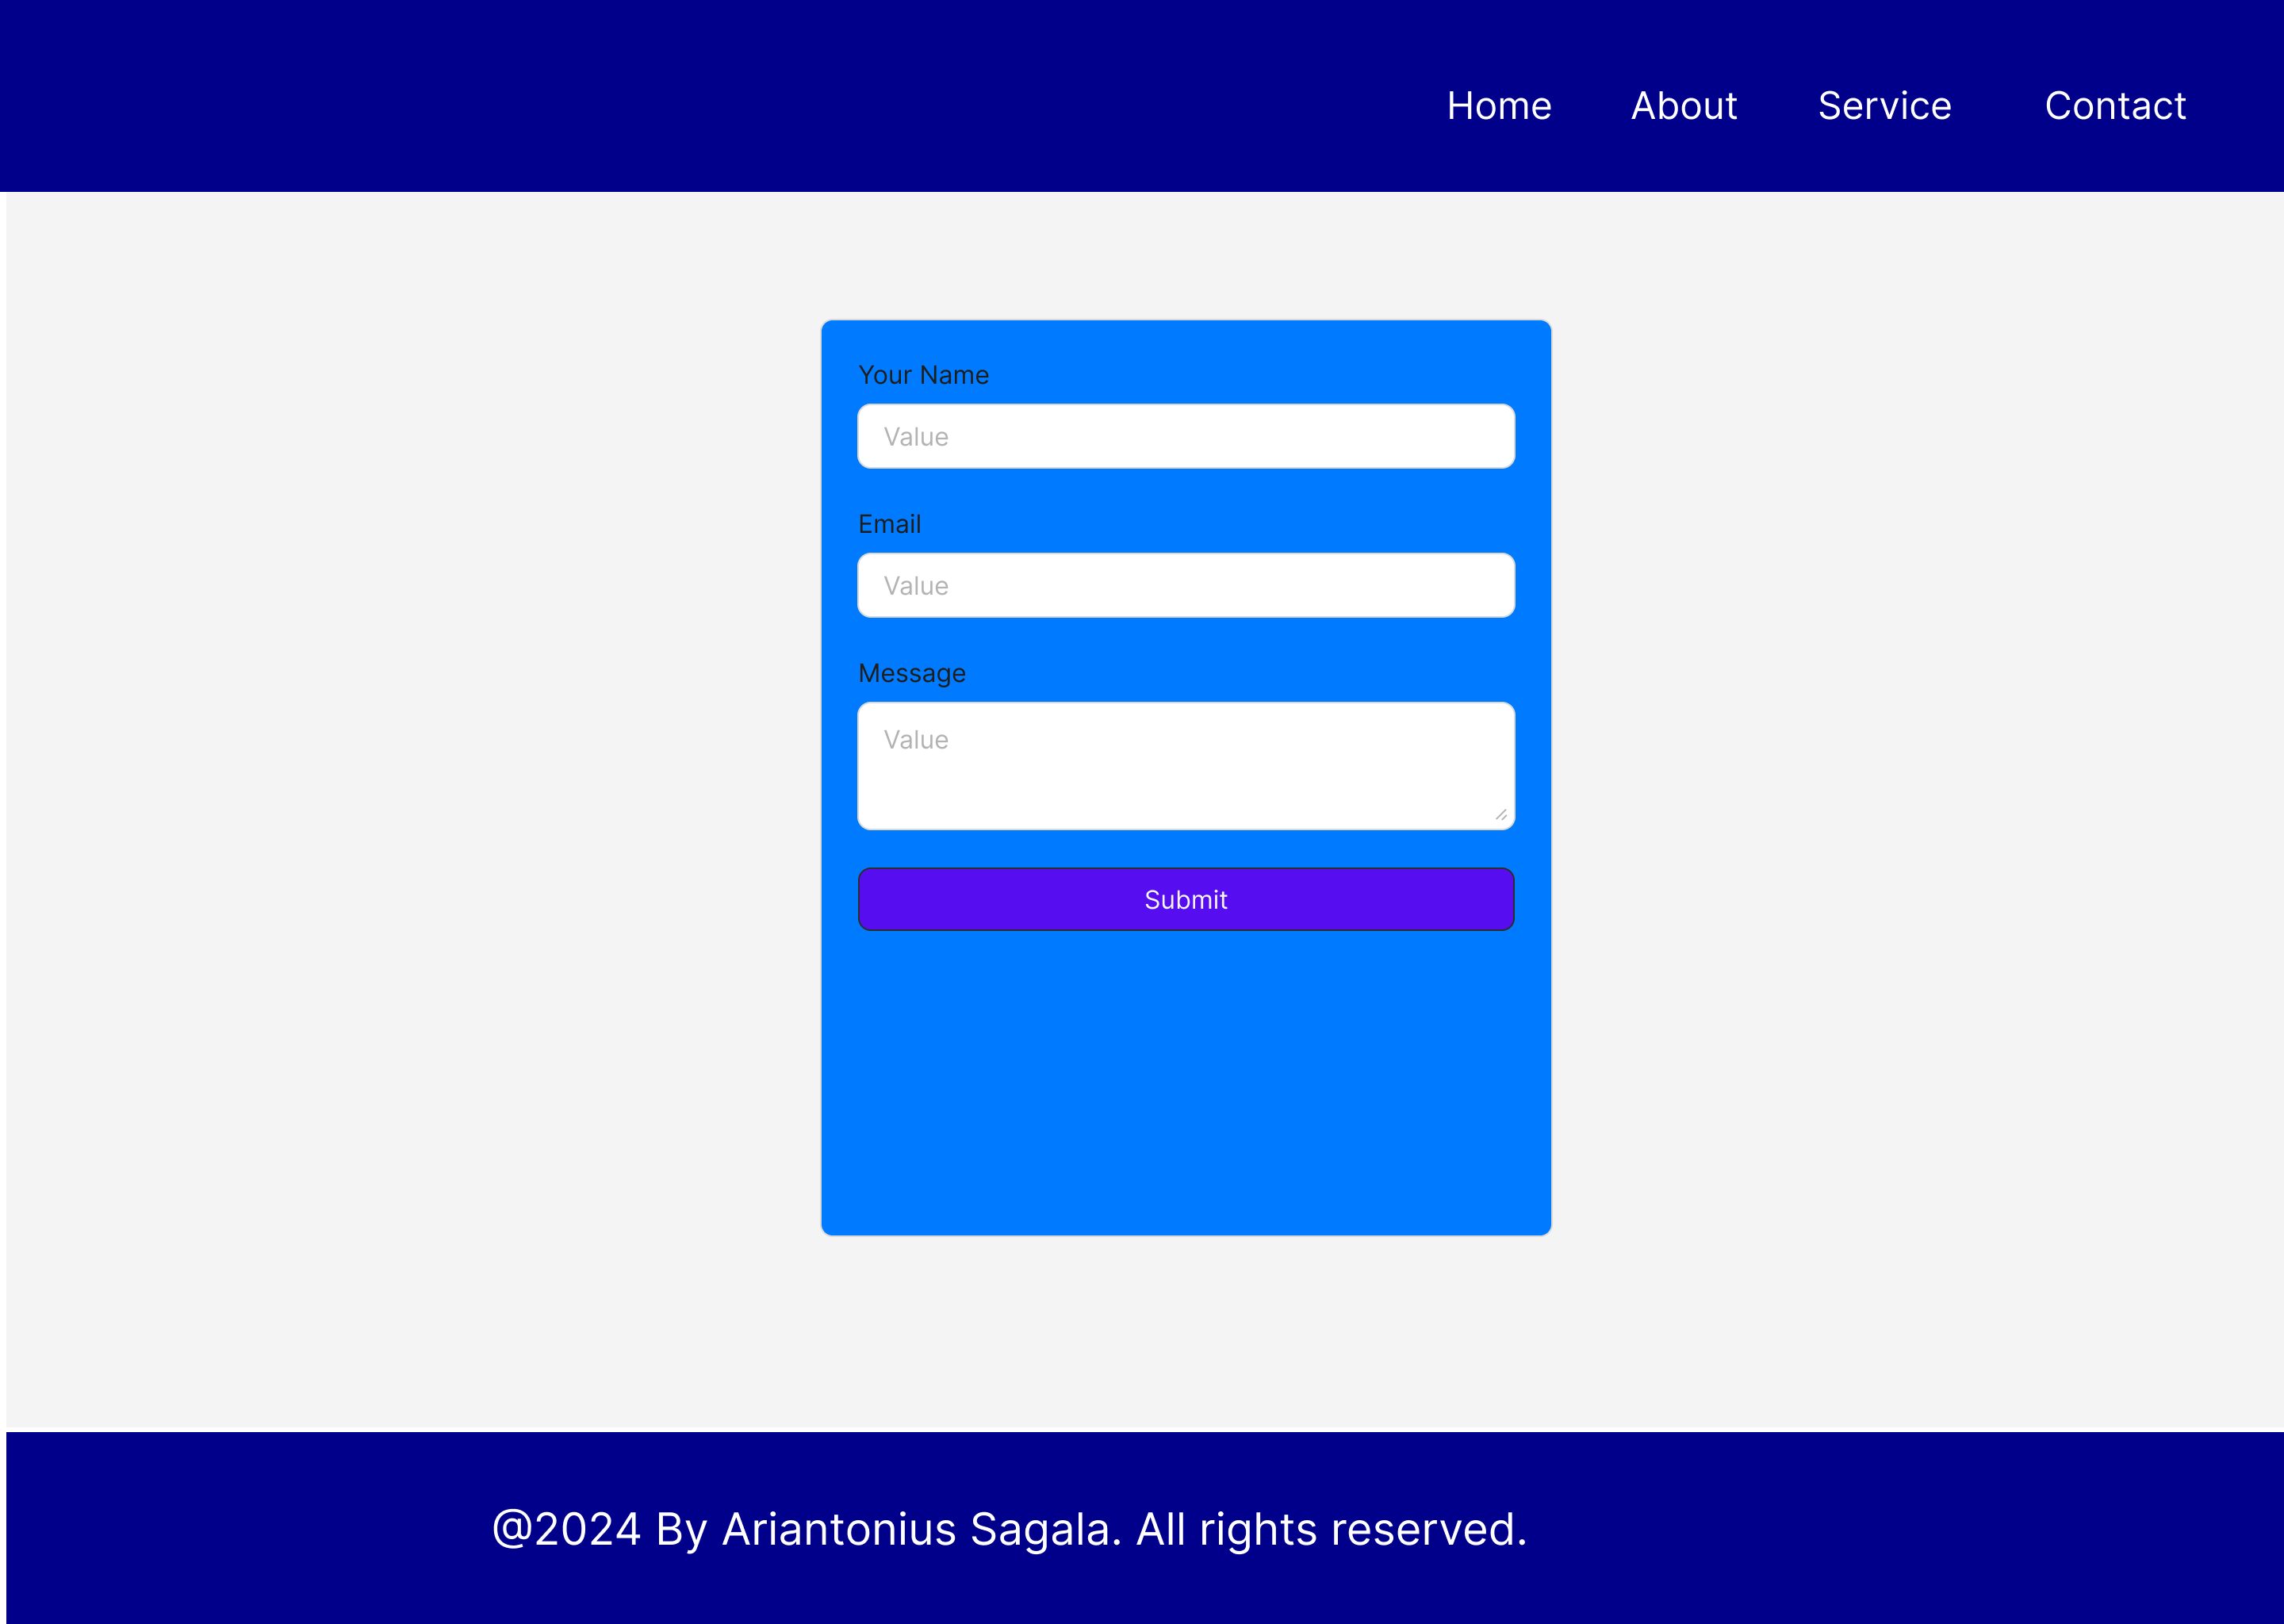 Home About Service Contact
Your Name
Value
Email
Value
Message
Value
Submit
@2024 By Ariantonius Sagala. All rights reserved.